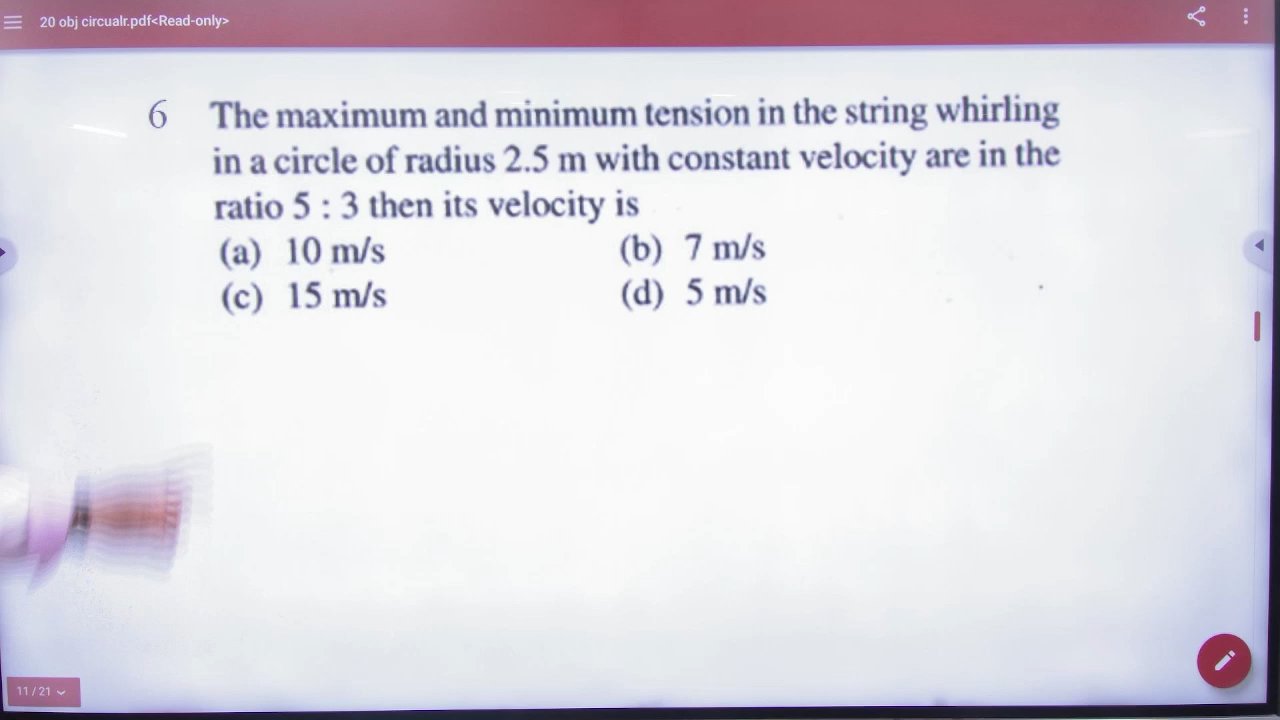 20 obj circualr.pdf<Read-only>
6 The maximum and minimum tension in the string whirling
in a circle of radius 2.5 m with constant velocity are in the
ratio 5 : 3 then its velocity is
(a) 10 m/s (b) 7 m/s
(c) 15 m/s (d) 5 m/s
11 / 21